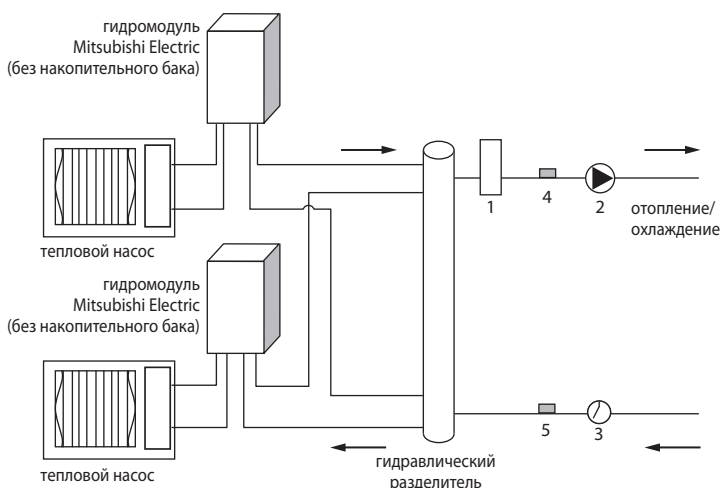 гидромодуль
Mitsubishi Electric
(без накопительного бака)
тепловой насос
1
4
2
отопление/
охлаждение
гидромодуль
Mitsubishi Electric
(без накопительного бака)
тепловой насос
5
3
гидравлический
разделитель